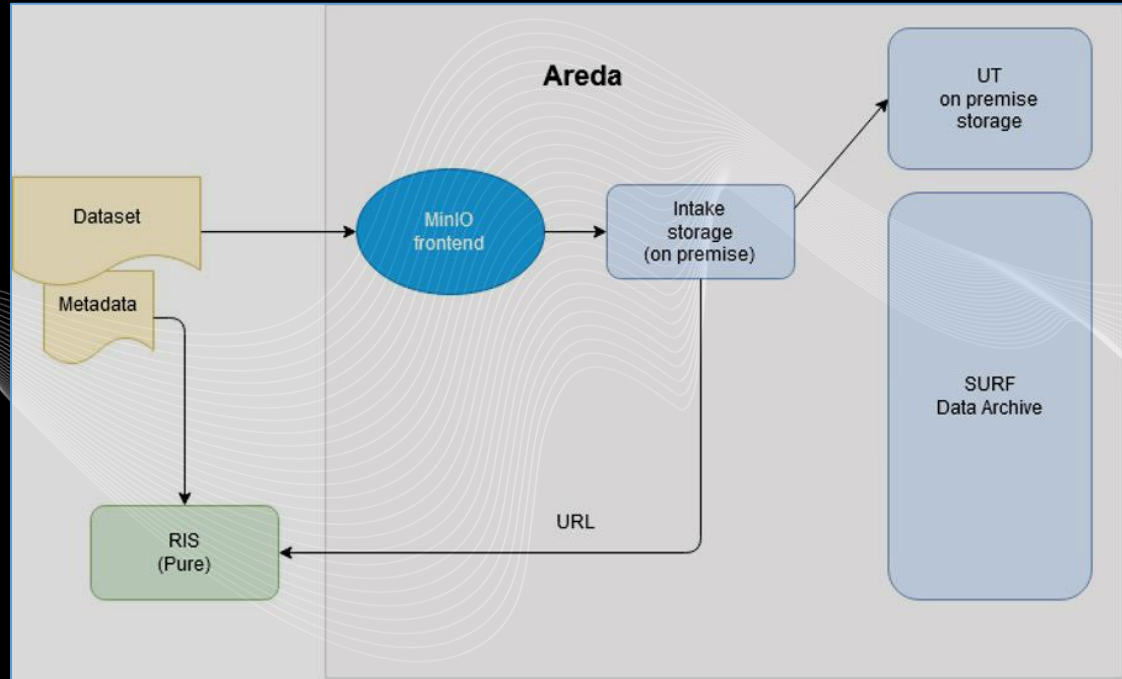 Areda
UT
on premise
storage
Dataset
MinIO
frontend
Intake
storage
(on premise)
Metadata
SURF
Data Archive
URL
RIS
(Pure)